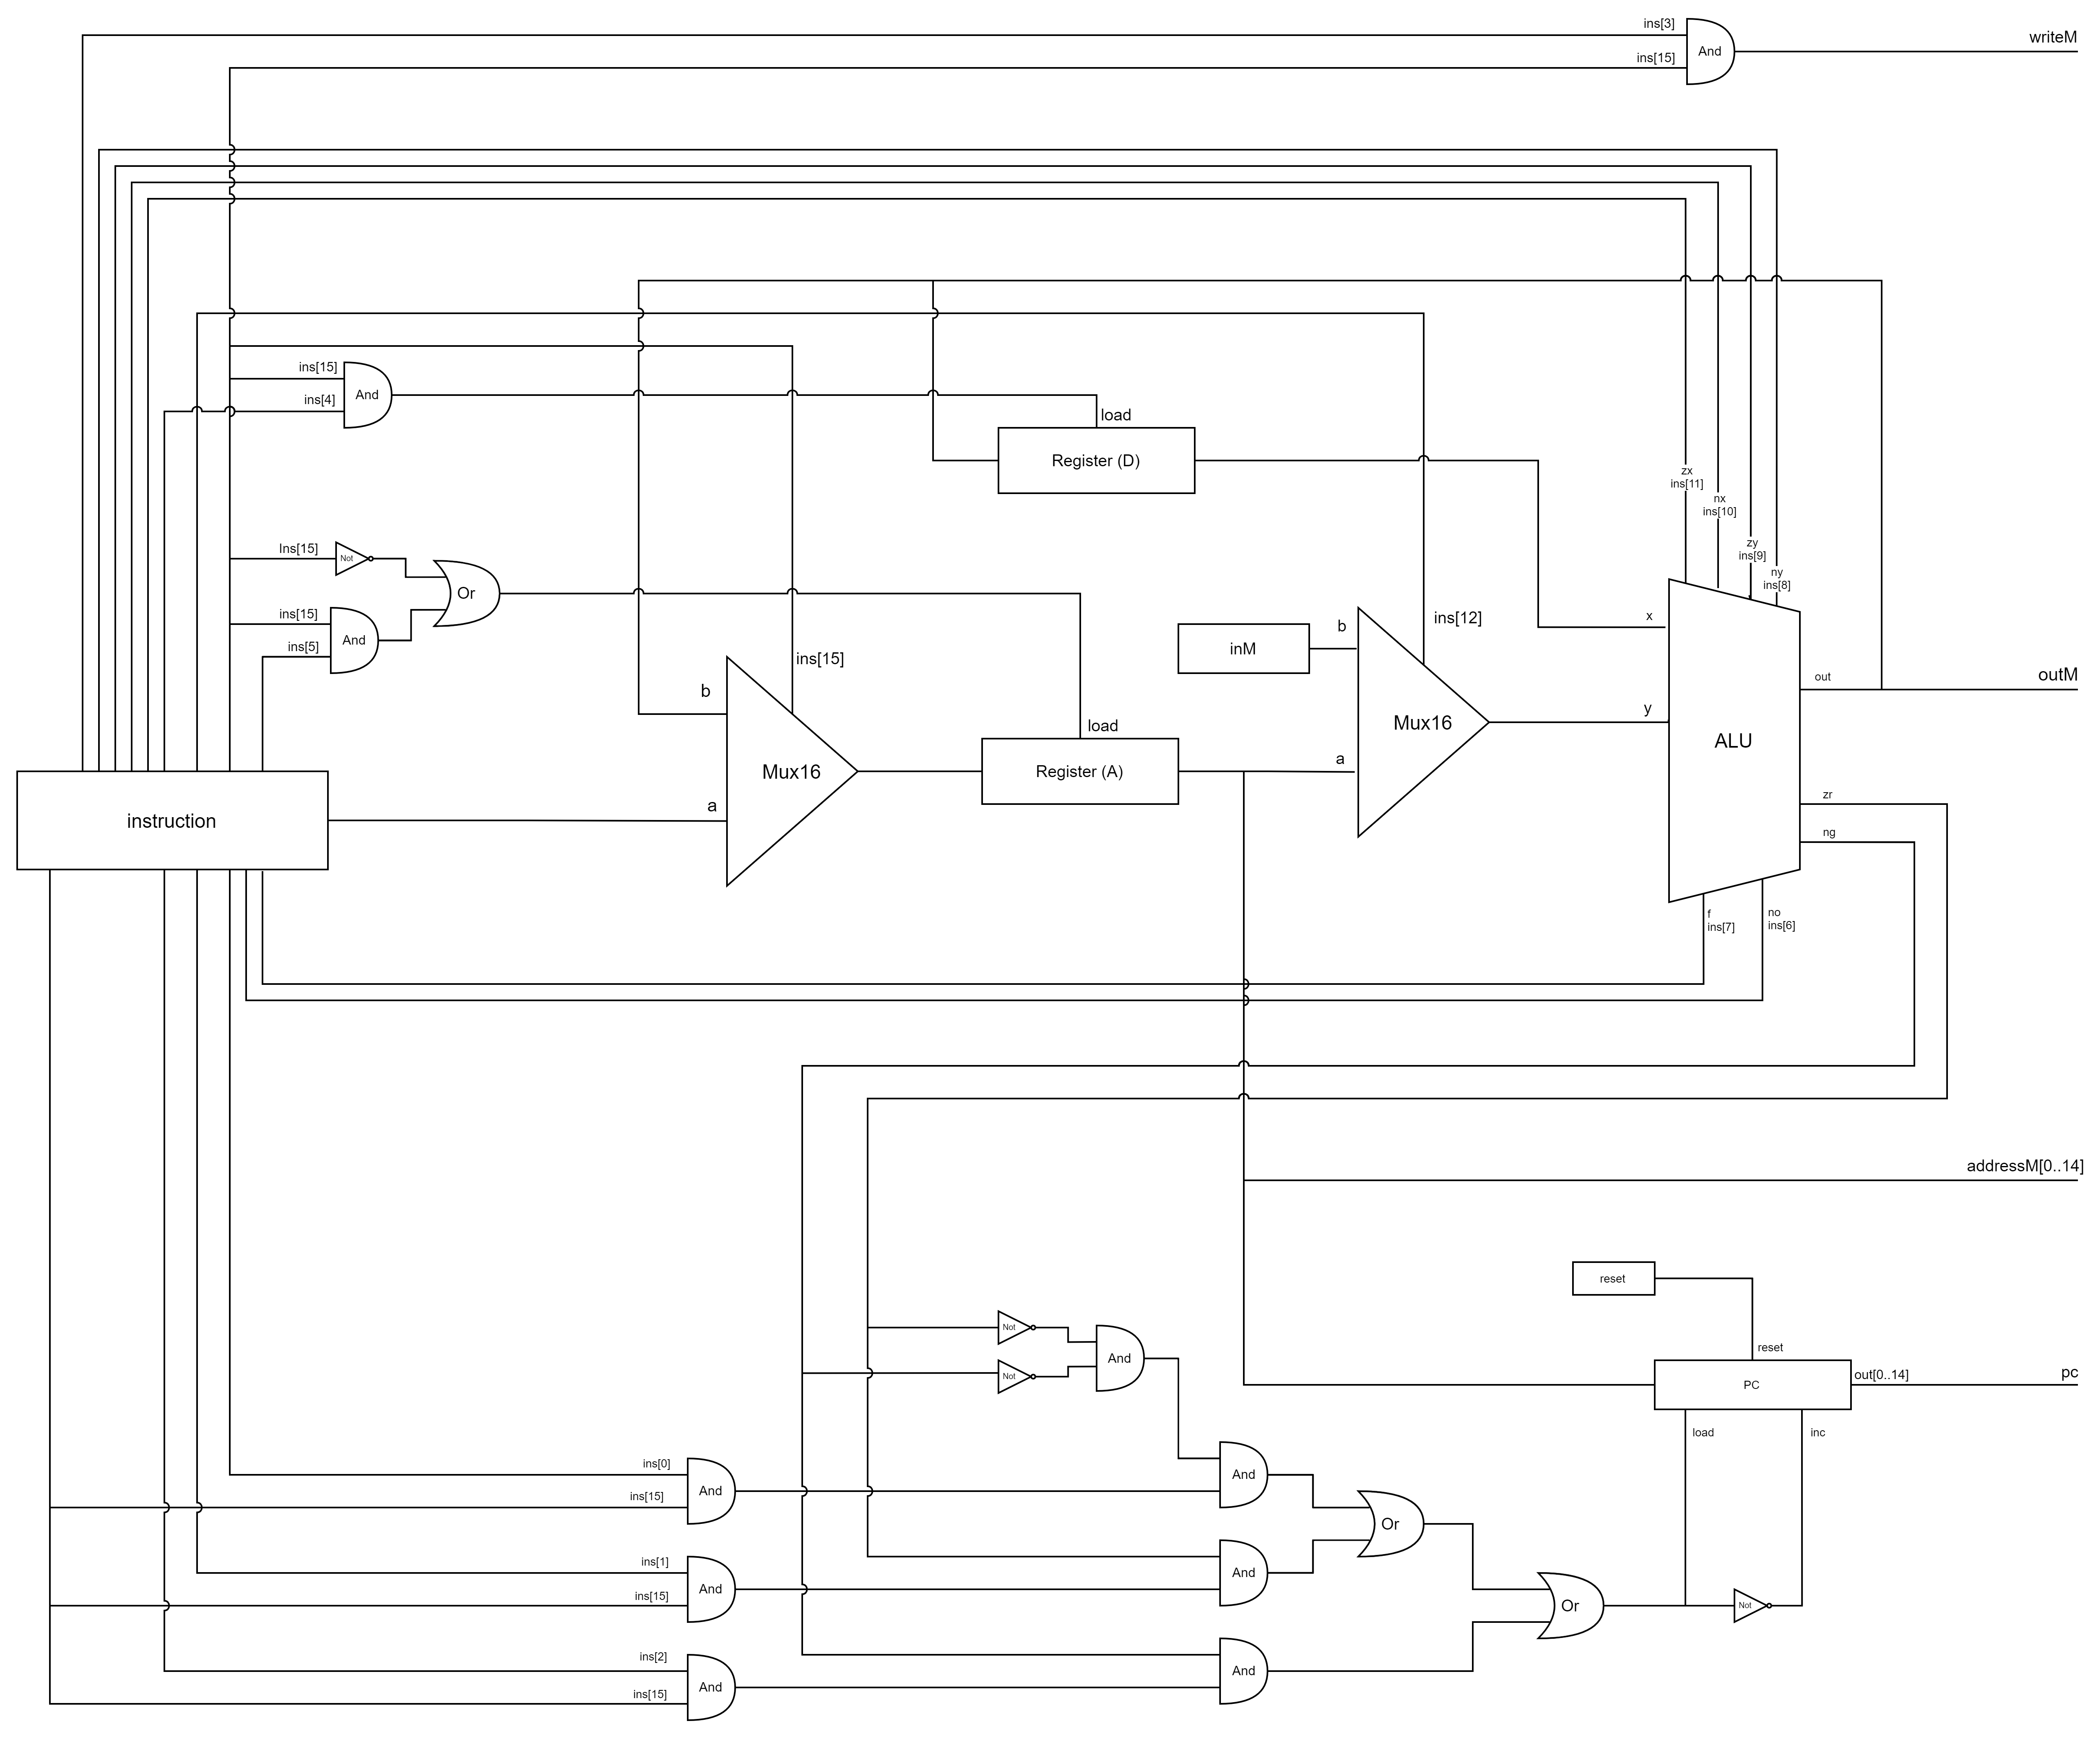 ins[3]
writeM
And
ins[15]
ins[15]
And
ins[4]
load
Register (D)
zx
ins[11]
nx
ins[10]
zy
ins[9]
ny
ins[8]
Ins[15]
Not
Or
ins[15]
And
ins[5]
ins[15]
b
b
inM
ins[12]
x
out
outM
load
Mux16
y
ALU
Mux16
Register (A)
a
a
instruction
zr
ng
f
ins[7]
no
ins[6]
addressM[0..14]
reset
Not
And
Not
reset
PC
out[0..14]
pc
load
inc
ins[0]
And
ins[15]
And
Or
ins[1]
And
ins[15]
And
Or
Not
ins[2]
And
ins[15]
And